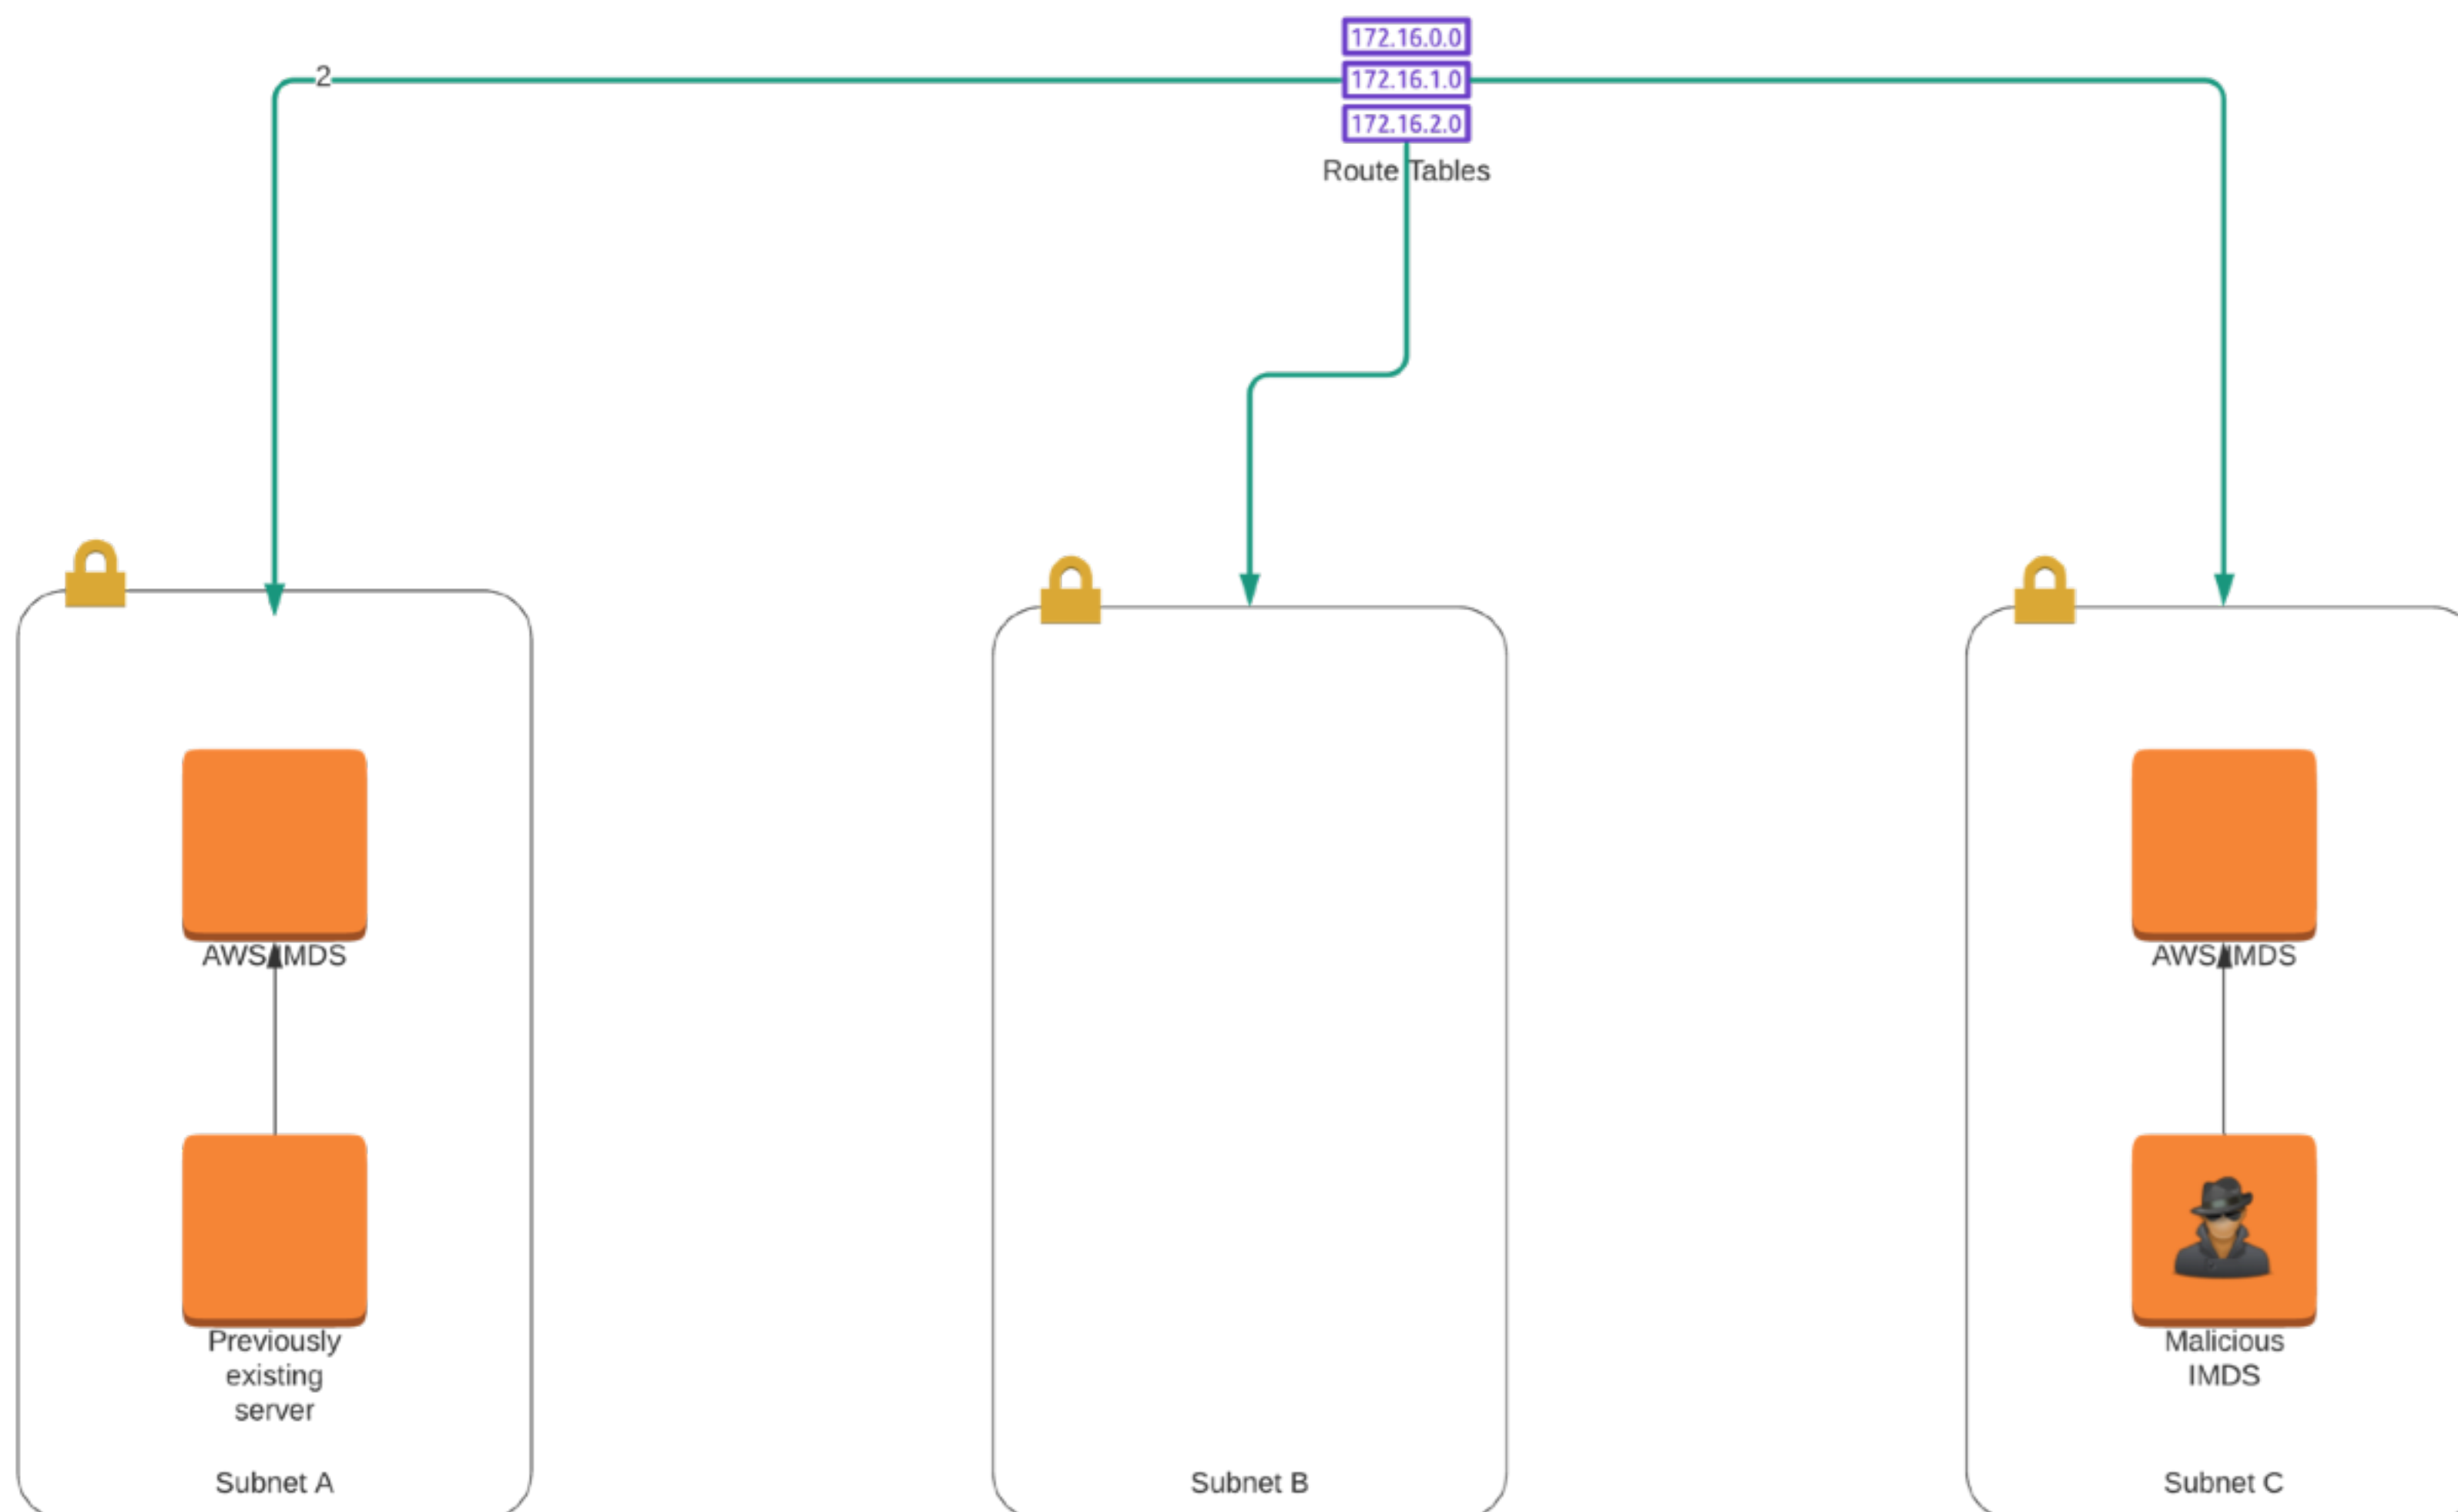 172.16.0.0
2
172.16.1.0
172.16.2.0
Route Tables
AWS IMDS
AWS IMDS
Previously
existing
server
Malicious
IMDS
Subnet A
Subnet B
Subnet C